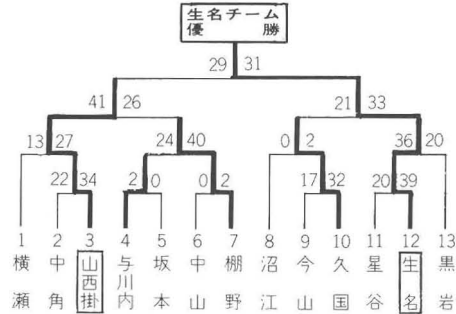 生名チーム
優勝
29 31
41 26 21 33
13 27 24 40 0 2 36 20
22 34 2 0 0 2 17 32 20 39
1 2 3 4 5 6 7 8 9 10 11 12 13
横瀬 中角 山西掛 与川内 坂本 中山 棚野 沼江 今山 久国 星谷 生名 黒岩